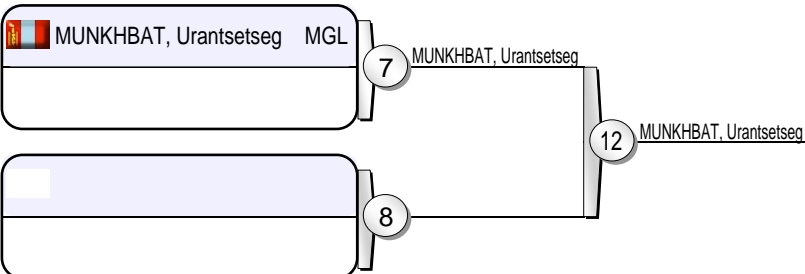 MUNKHBAT, Urantsetseg MGL
7
MUNKHBAT, Urantsetseg
12
MUNKHBAT, Urantsetseg
8